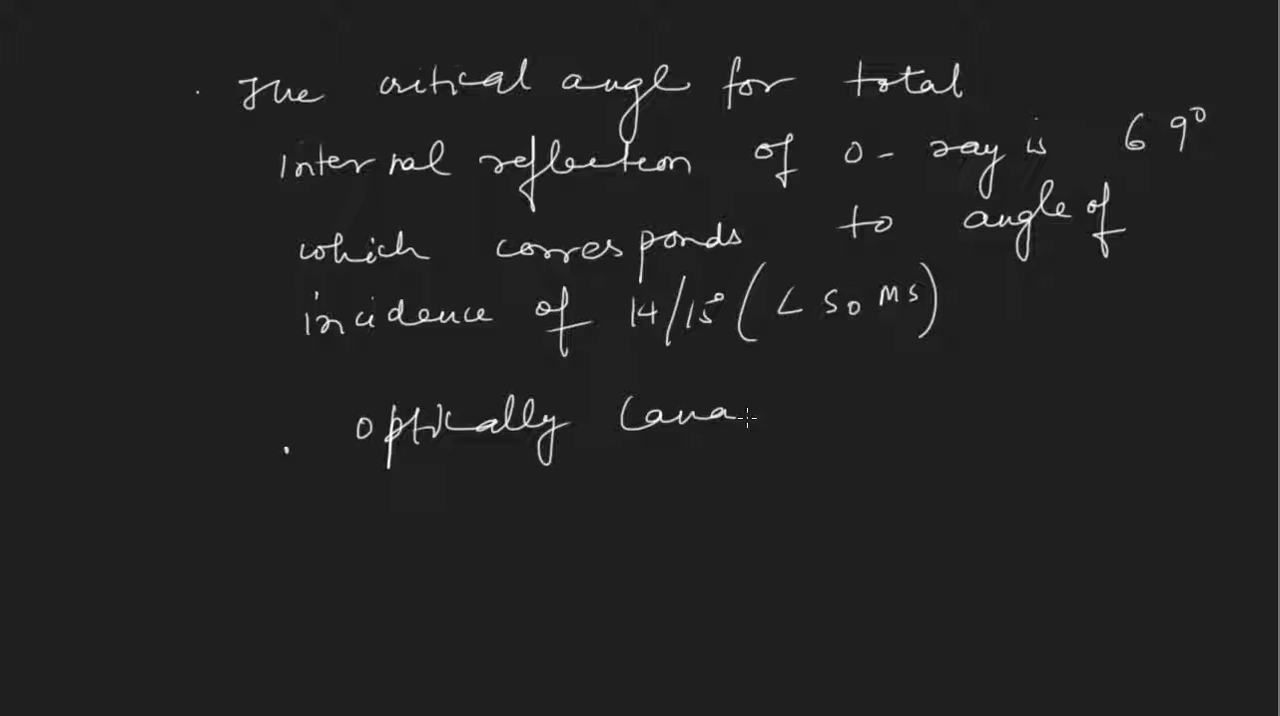 . The critical angle for total
internal reflection of o- ray is 69°
which corresponds to angle of
incidence of 14/15° (L SO MS)
. optically Cana